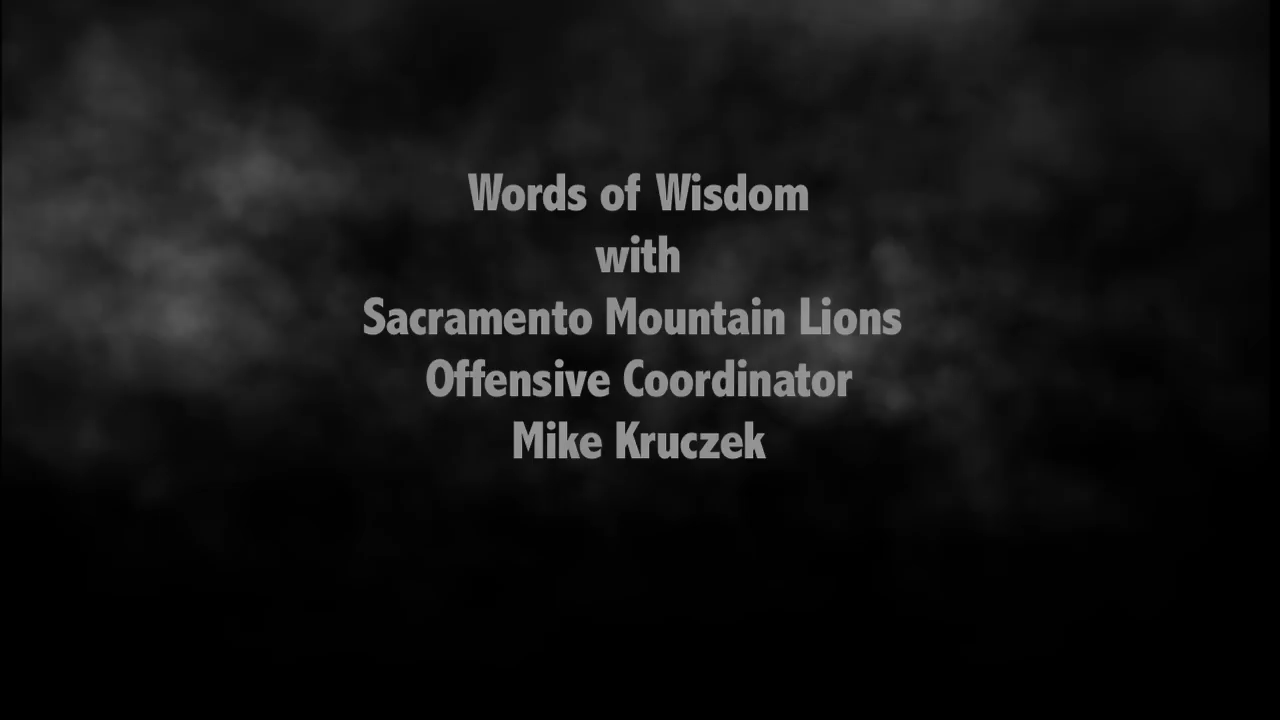 Words of Wisdom
with
Sacramento Mountain Lions
Offensive Coordinator
Mike Kruczek